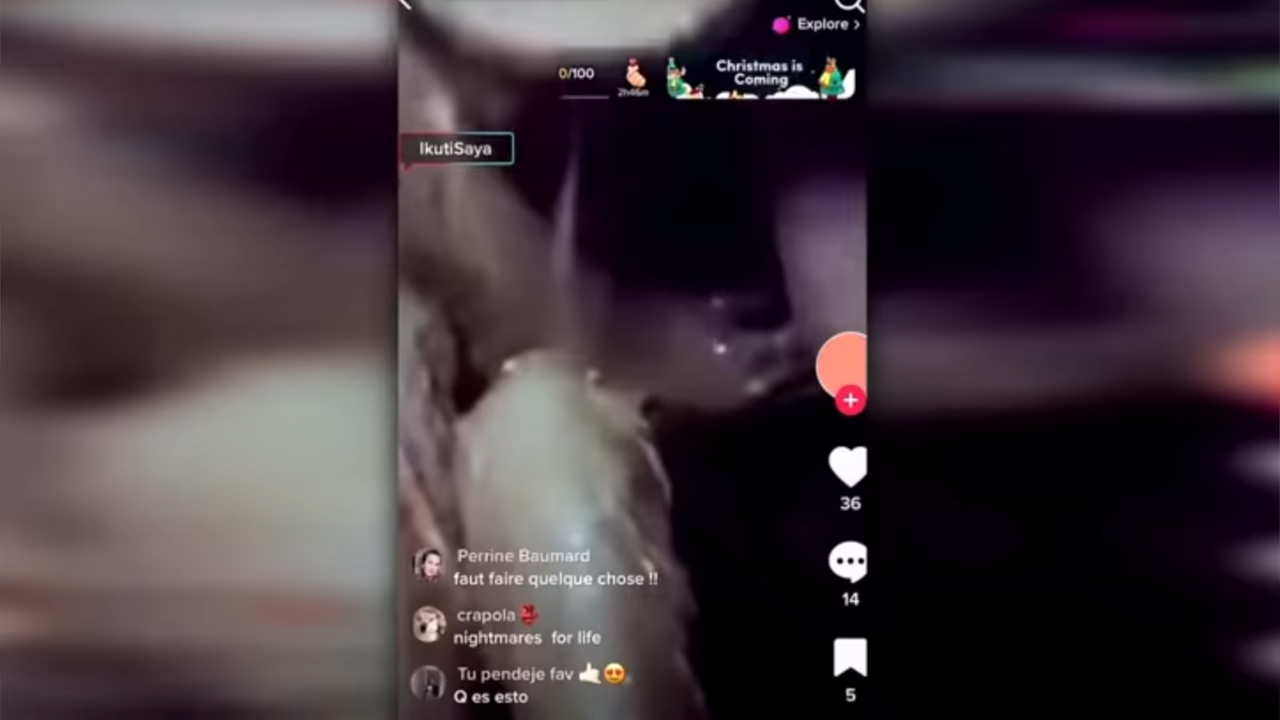 Explore >
0/100
Christmas is
Coming
IkutiSaya
36
Perrine Baumard
faut faire quelque chose !!
14
crapola
nightmares for life
Tu pendeje fav
Q es esto
5